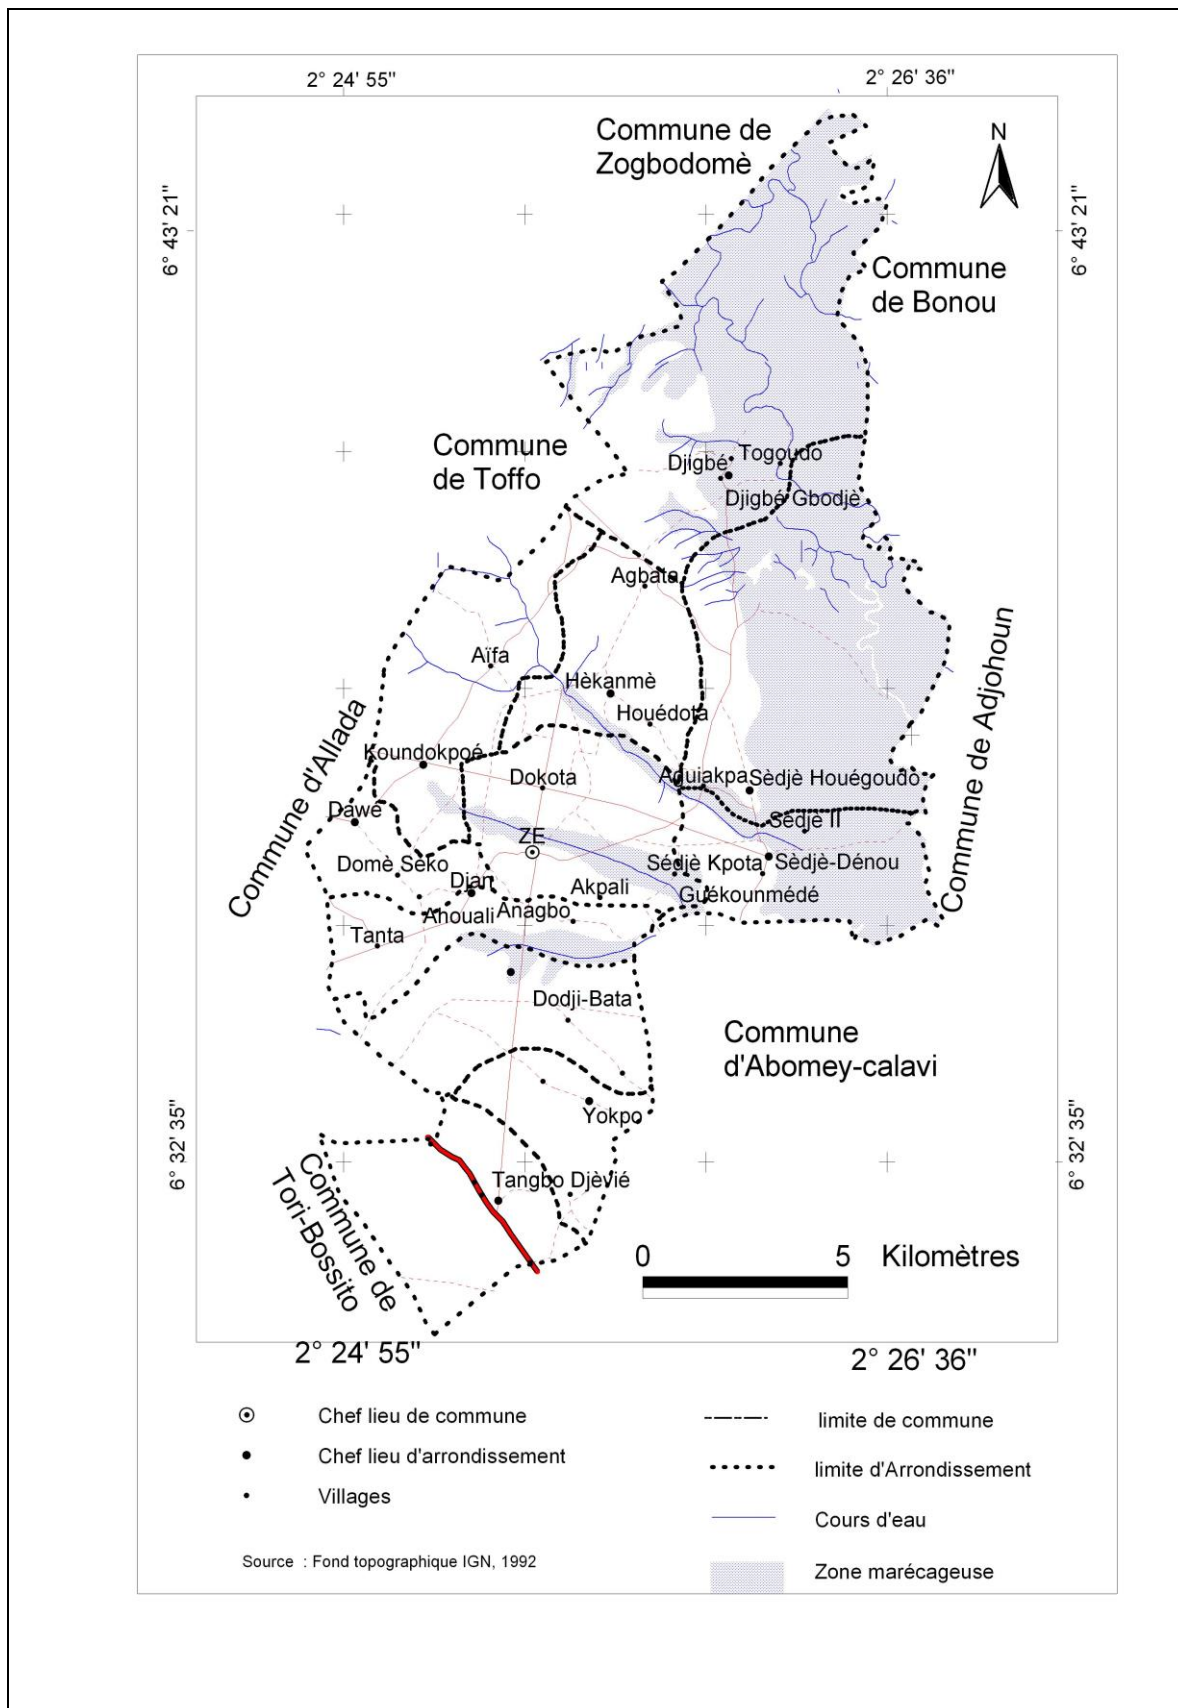 2° 24' 55"
2° 26' 36"
Commune de
Zogbodomè
N
6° 43' 21"
6° 43' 21"
Commune
de Bonou
Commune
de Toffo
Djigbé
Togoudo
Djigbé Gbodjè
Agbata
Aïfa
Hèkanmè
Houédota
Commune de Adjohoun
Commune d'Allada
Koundokpoé
Dokota
Aguiakpa
Sèdjè Houégoudo
Dawé
Sèdjè II
ZE
Domè Sèko
Sédjè Kpota
Sèdjè-Dénou
Djan
Akpali
Guékounmédé
Ahouali
Anagbo
Tanta
Dodji-Bata
Commune
d'Abomey-calavi
Yokpo
6° 32' 35"
6° 32' 35"
Commune de
Tori-Bossito
Tangbo Djèvié
0
5
Kilomètres
2° 24' 55"
2° 26' 36"
Chef lieu de commune
limite de commune
Chef lieu d'arrondissement
limite d'Arrondissement
Villages
Cours d'eau
Source : Fond topographique IGN, 1992
Zone marécageuse